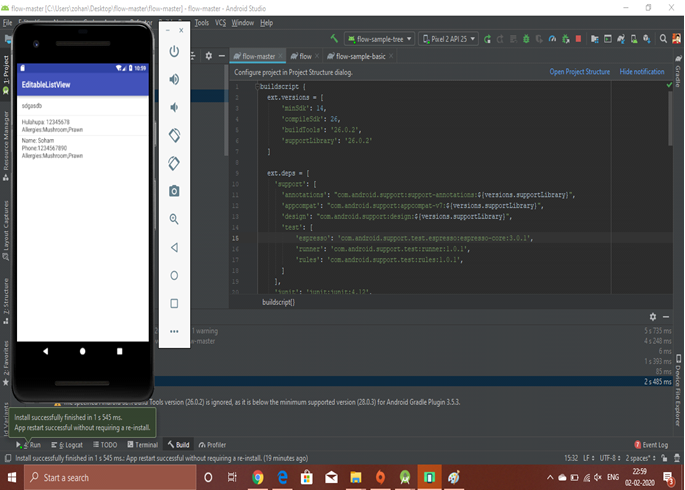 flow-master [C:\Users\zohan\Desktop\flow-master] - Android Studio
File
Tools VCS Window Help
flow-sample-tree
Pixel 2 API 25
flow-master
flow
flow-sample-basic
Configure project in Project Structure dialog.
Open Project Structure
Hide notification
1: Project
Resource Manager
Layout Captures
Z: Structure
2: Favorites
Gradle
Device File Explorer
10:59
EditableListView
sdgasdb
Hulishupa: 12345678
Allergies:Mushroom,Prawn
Name: Soham
Phone:1234567890
Allergies:Mushroom,Prawn
1 buildscript {
2 ext.versions = [
3 'minSdk': 14,
4 'compileSdk': 26,
5 'buildTools': '26.0.2',
6 'supportLibrary': '26.0.2'
7 ]
8
9 ext.deps = [
10 'support': [
11 'annotations': "com.android.support:support-annotations:${versions.supportLibrary}",
12 'appcompat': "com.android.support:appcompat-v7:${versions.supportLibrary}",
13 'design': "com.android.support:design:${versions.supportLibrary}",
14 'test': [
15 'espresso': 'com.android.support.test.espresso:espresso-core:3.0.1',
16 'runner': 'com.android.support.test:runner:1.0.1',
17 'rules': 'com.android.support.test:rules:1.0.1',
18 ]
19 ],
20 'junit': 'junit:junit:4.12',
buildscript{}
1 warning
w-master
5 s 735 ms
4 s 240 ms
6 ms
1 s 393 ms
85 ms
2 s 485 ms
Tools version (26.0.2) is ignored, as it is below the minimum supported version (28.0.3) for Android Gradle Plugin 3.5.3.
Install successfully finished in 1 s 545 ms.
App restart successful without requiring a re-install.
4: Run
6: Logcat
TODO
Terminal
Build
Profiler
Event Log
Install successfully finished in 1 s 545 ms.: App restart successful without requiring a re-install. (19 minutes ago)
15:32 LF UTF-8 2 spaces*
Start a search
ENG
22:59
02-02-2020